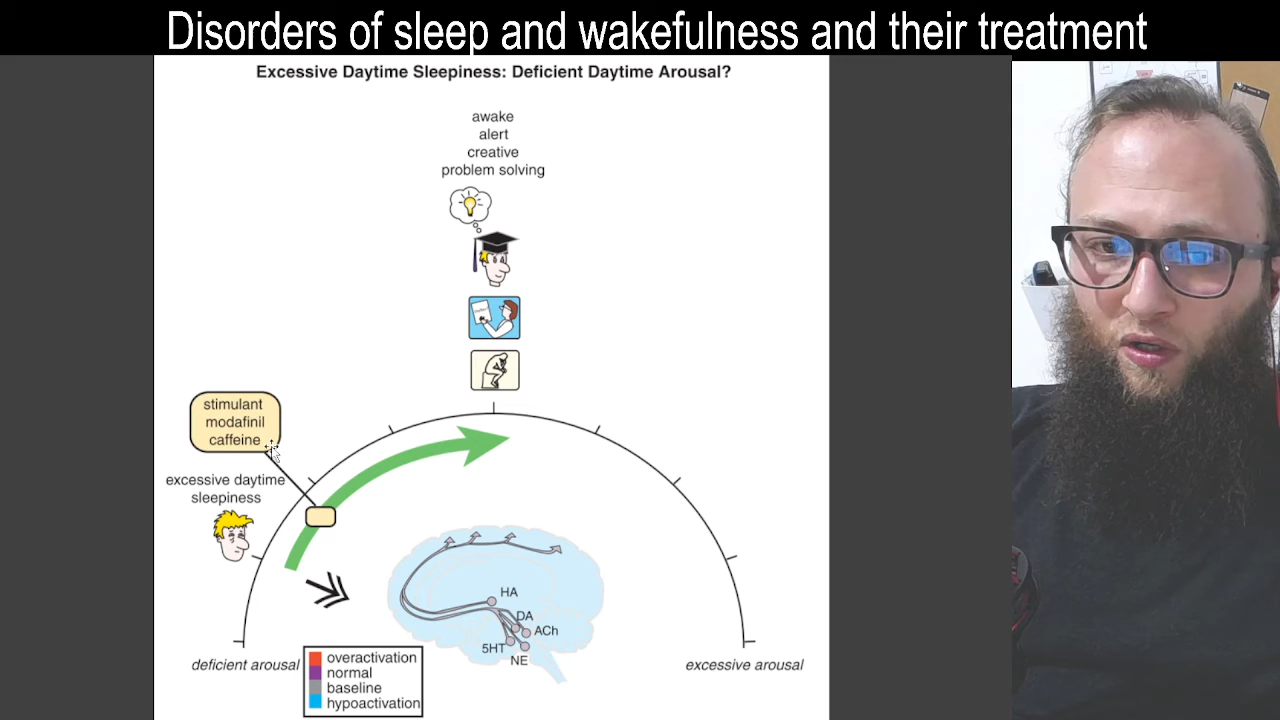 Disorders of sleep and wakefulness and their treatment
Excessive Daytime Sleepiness: Deficient Daytime Arousal?
awake
alert
creative
problem solving
stimulant
modafinil
caffeine
excessive daytime
sleepiness
HA
DA
ACh
5HT
NE
deficient arousal
excessive arousal
overactivation
normal
baseline
hypoactivation